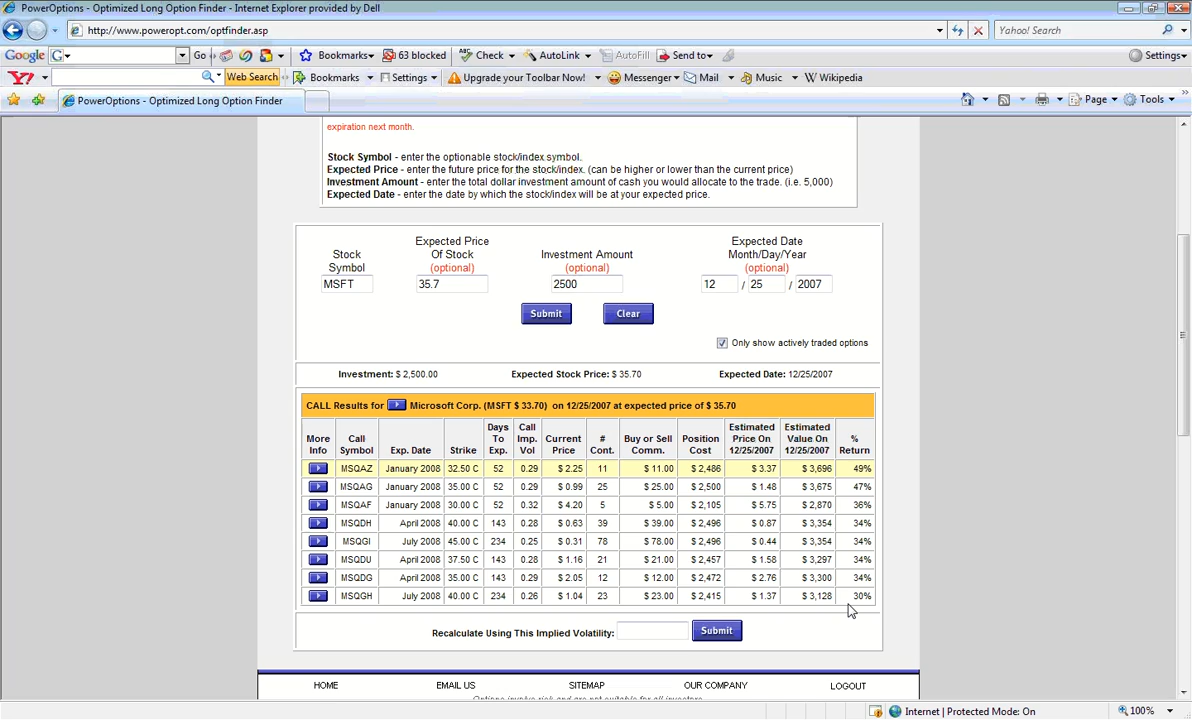 PowerOptions - Optimized Long Option Finder - Internet Explorer provided by Dell
http://www.poweropt.com/optfinder.asp
Yahoo! Search
Google G Go Bookmarks 63 blocked Check AutoLink AutoFill Send to Settings
Y! Web Search Bookmarks Settings Upgrade your Toolbar Now! Messenger Mail Music Wikipedia
PowerOptions - Optimized Long Option Finder Page Tools
expiration next month.
Stock Symbol - enter the optionable stock/index symbol.
Expected Price - enter the future price for the stock/index. (can be higher or lower than the current price)
Investment Amount - enter the total dollar investment amount of cash you would allocate to the trade. (i.e. 5,000)
Expected Date - enter the date by which the stock/index will be at your expected price.
Stock Symbol
Expected Price Of Stock (optional)
Investment Amount (optional)
Expected Date Month/Day/Year (optional)
MSFT 35.7 2500 12 / 25 / 2007
Submit Clear
Only show actively traded options
Investment: $ 2,500.00 Expected Stock Price: $ 35.70 Expected Date: 12/25/2007
CALL Results for Microsoft Corp. (MSFT $ 33.70) on 12/25/2007 at expected price of $ 35.70
More Info Call Symbol Exp. Date Strike Days To Exp. Call Imp. Vol Current Price # Cont. Buy or Sell Comm. Position Cost Estimated Price On 12/25/2007 Estimated Value On 12/25/2007 % Return
MSQAZ January 2008 32.50 C 52 0.29 $ 2.25 11 $ 11.00 $ 2,486 $ 3.37 $ 3,696 49%
MSQAG January 2008 35.00 C 52 0.29 $ 0.99 25 $ 25.00 $ 2,500 $ 1.48 $ 3,675 47%
MSQAF January 2008 30.00 C 52 0.32 $ 4.20 5 $ 5.00 $ 2,105 $ 5.75 $ 2,870 36%
MSQDH April 2008 40.00 C 143 0.28 $ 0.63 39 $ 39.00 $ 2,496 $ 0.87 $ 3,354 34%
MSQGI July 2008 45.00 C 234 0.25 $ 0.31 78 $ 78.00 $ 2,496 $ 0.44 $ 3,354 34%
MSQDU April 2008 37.50 C 143 0.28 $ 1.16 21 $ 21.00 $ 2,457 $ 1.58 $ 3,297 34%
MSQDG April 2008 35.00 C 143 0.29 $ 2.05 12 $ 12.00 $ 2,472 $ 2.76 $ 3,300 34%
MSQGH July 2008 40.00 C 234 0.26 $ 1.04 23 $ 23.00 $ 2,415 $ 1.37 $ 3,128 30%
Recalculate Using This Implied Volatility: Submit
HOME EMAIL US SITEMAP OUR COMPANY LOGOUT
Options involve risk and are not suitable for all investors.
Internet | Protected Mode: On 100%